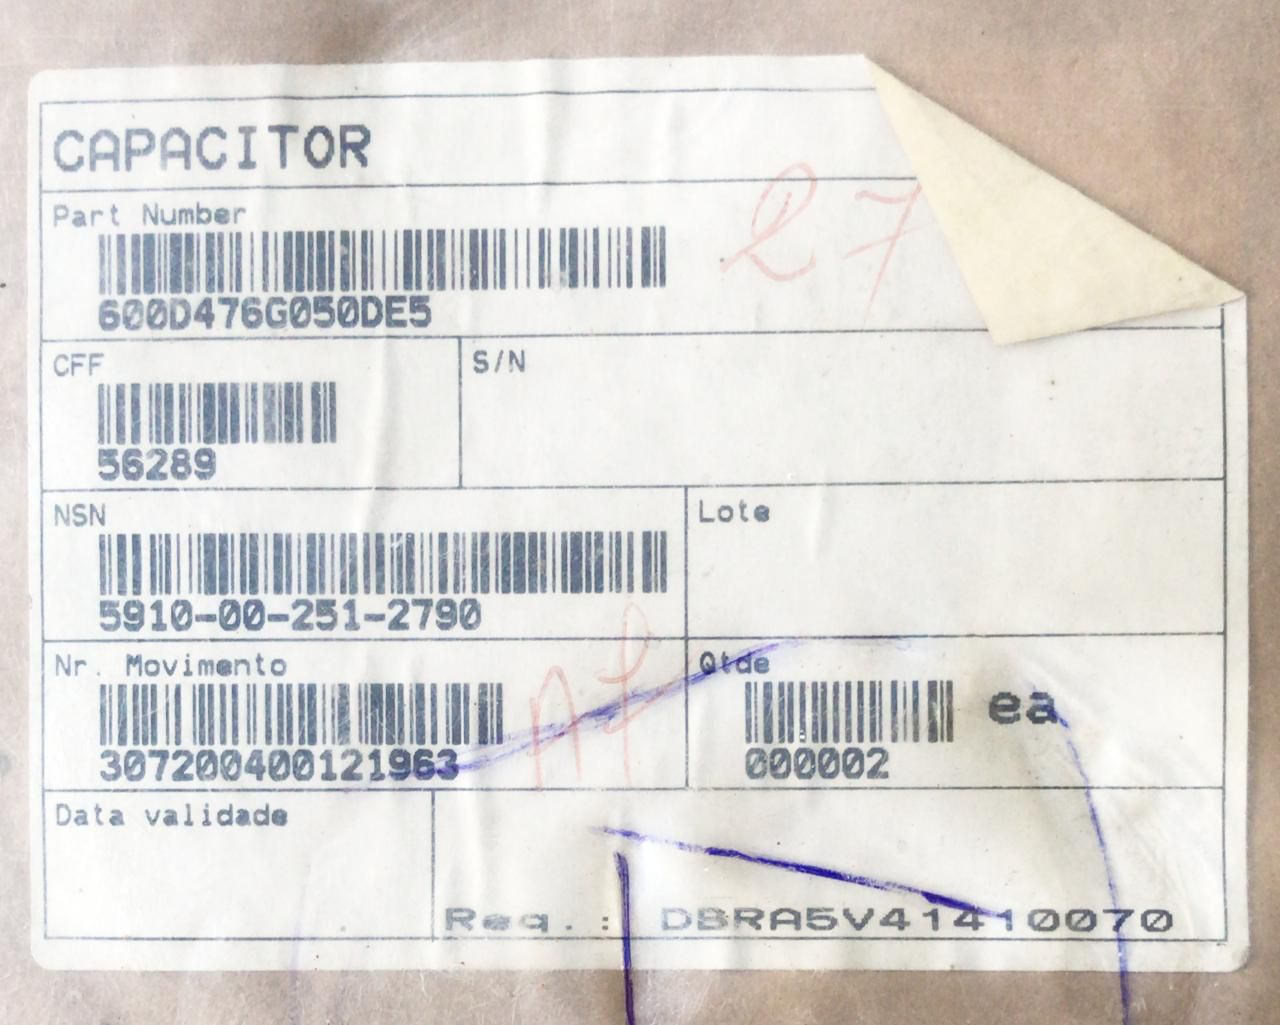 CAPACITOR
Part Number
27
600D476G050DE5
CFF
S/N
56289
NSN
Lote
5910-00-251-2790
Nr. Movimento
Qtde
ea
307200400121963
000002
Data validade
Req.: DBRA5V41410070